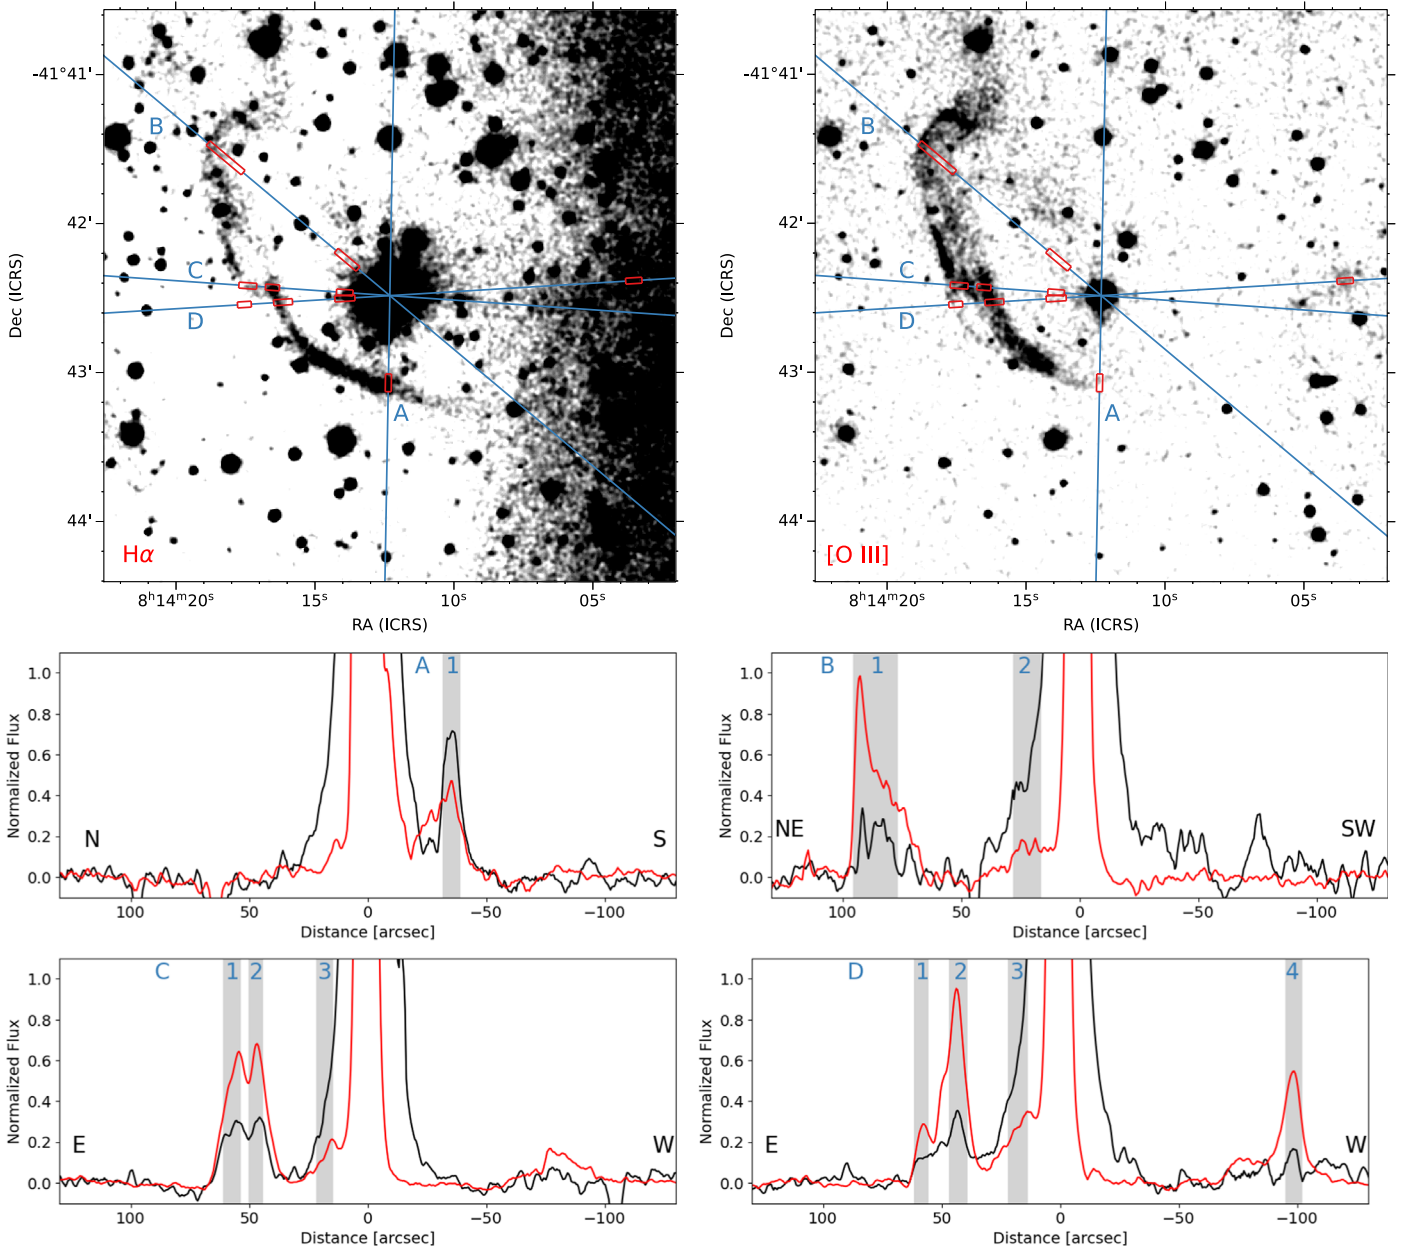 -41°41'
42'
43'
44'
Dec (ICRS)
B
C
D
A
Hα
8ʰ14ᵐ20ˢ
15ˢ
10ˢ
05ˢ
RA (ICRS)
-41°41'
42'
43'
44'
Dec (ICRS)
B
C
D
A
[O III]
8ʰ14ᵐ20ˢ
15ˢ
10ˢ
05ˢ
RA (ICRS)
A 1
1.0
0.8
0.6
0.4
0.2
0.0
Normalized Flux
N S
100 50 0 −50 −100
Distance [arcsec]
B 1 2
1.0
0.8
0.6
0.4
0.2
0.0
Normalized Flux
NE SW
100 50 0 −50 −100
Distance [arcsec]
C 1 2 3
1.0
0.8
0.6
0.4
0.2
0.0
Normalized Flux
E W
100 50 0 −50 −100
Distance [arcsec]
D 1 2 3 4
1.0
0.8
0.6
0.4
0.2
0.0
Normalized Flux
E W
100 50 0 −50 −100
Distance [arcsec]